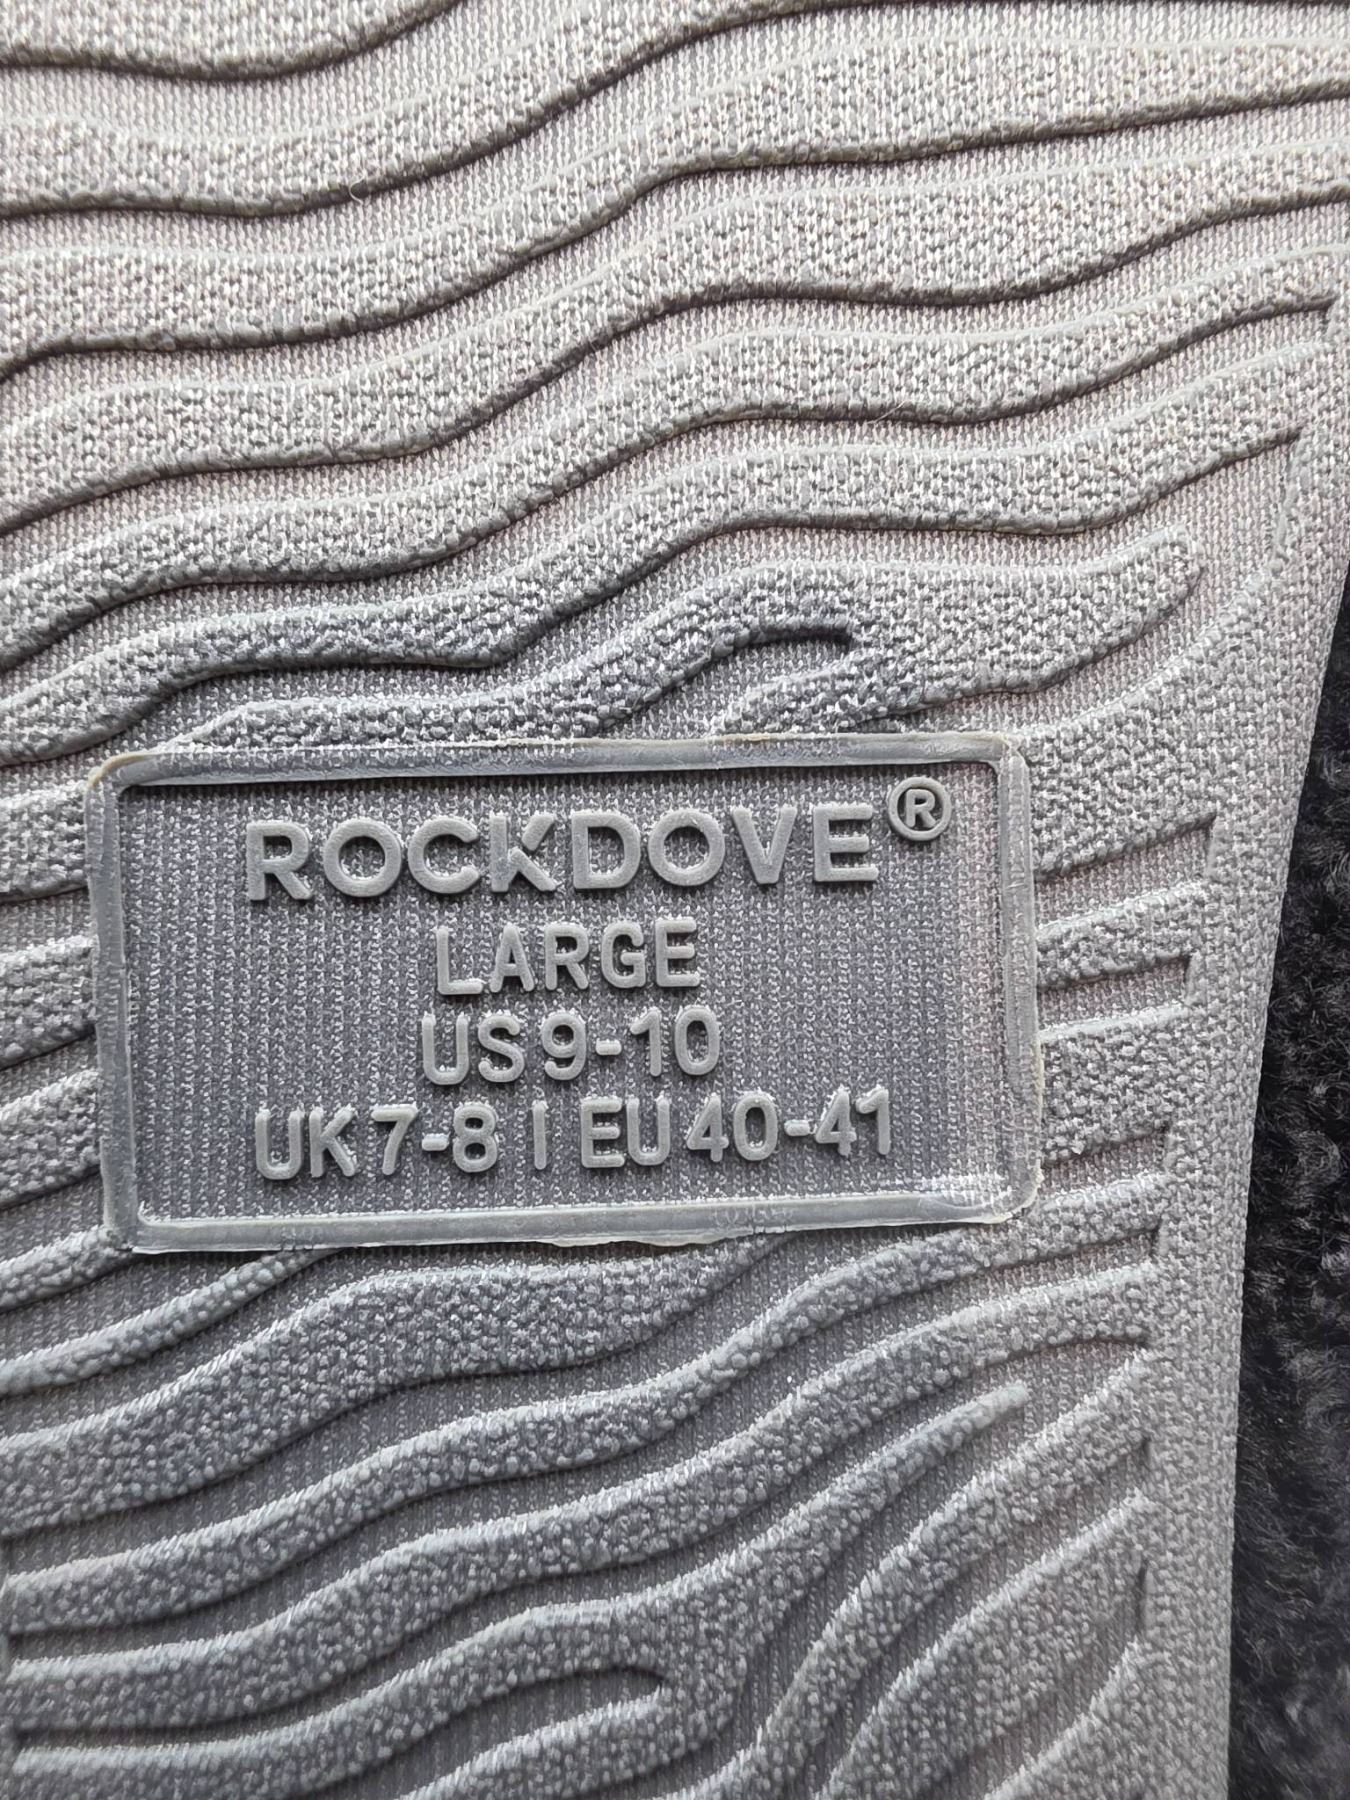 ROCKDOVE®
LARGE
US 9-10
UK 7-8 | EU 40-41